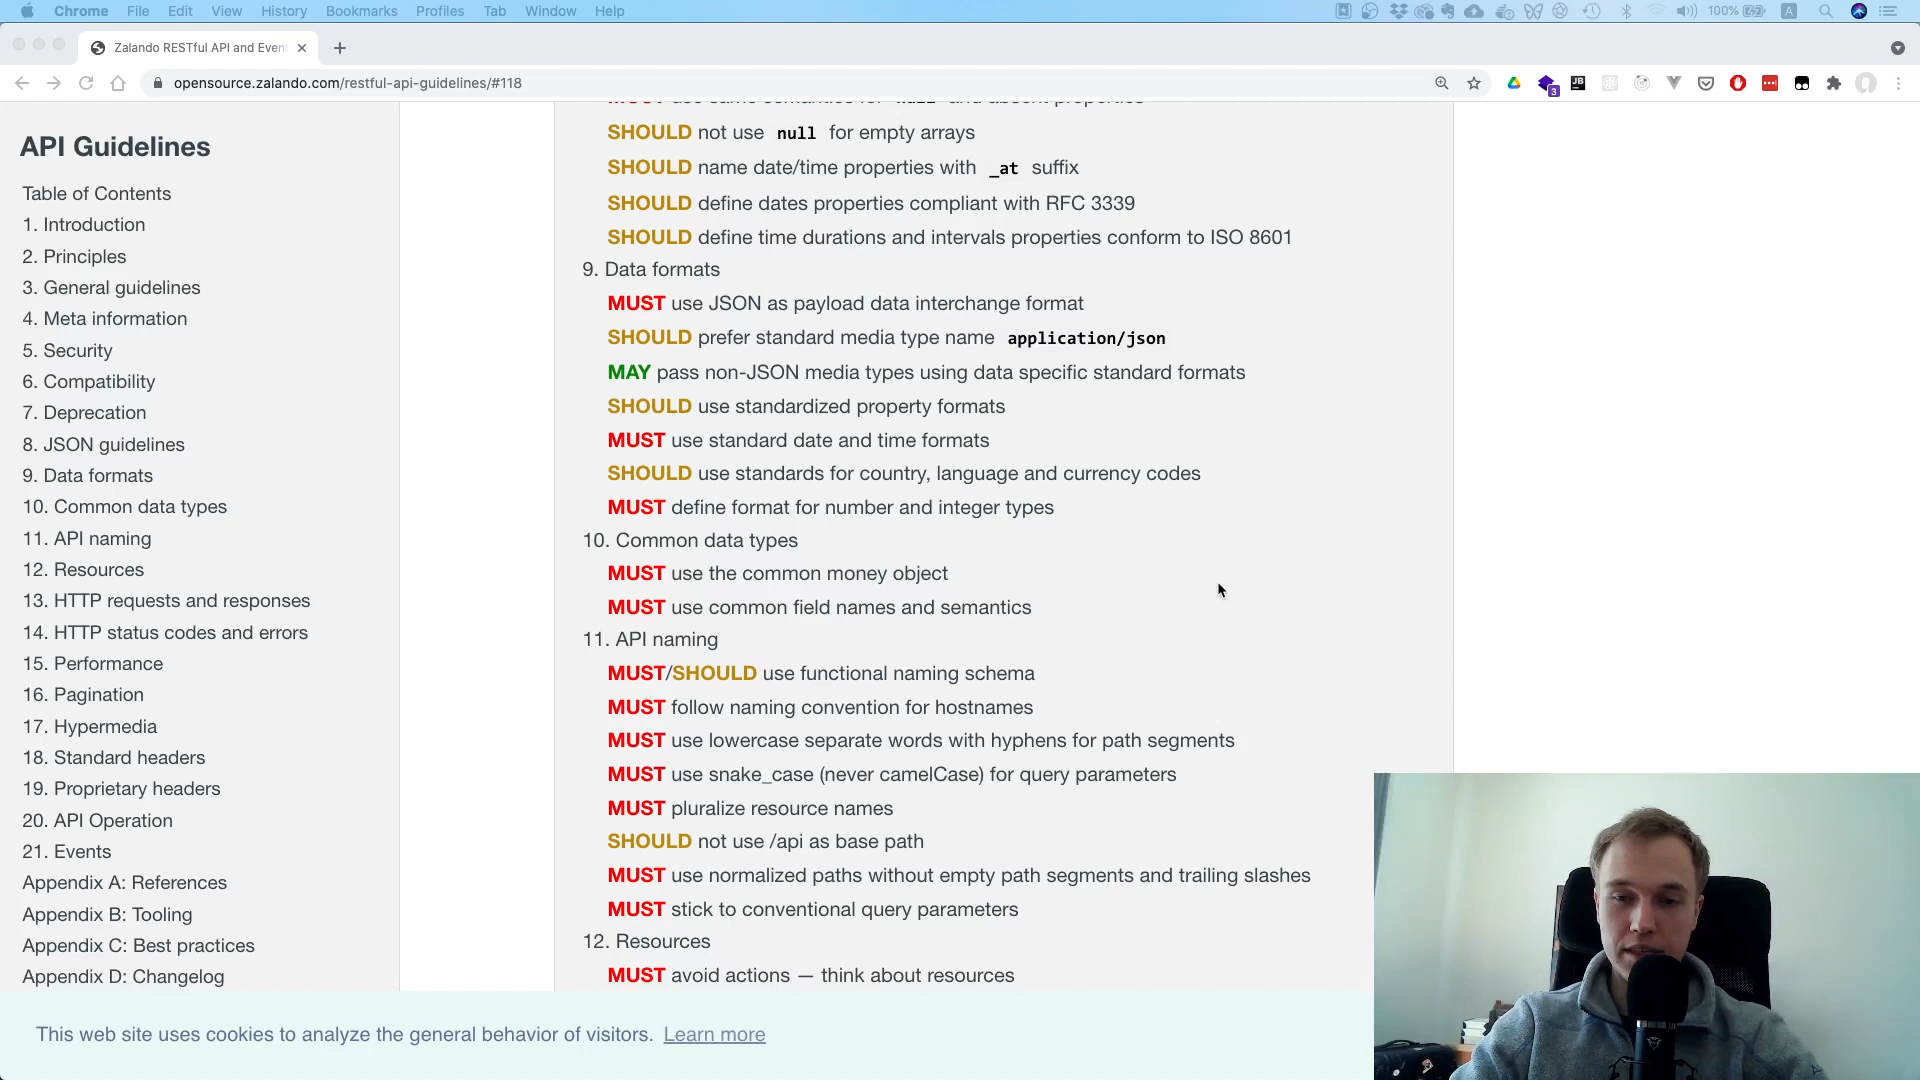 Chrome File Edit View History Bookmarks Profiles Tab Window Help 100% A
Zalando RESTful API and Even
opensource.zalando.com/restful-api-guidelines/#118
3
JB
API Guidelines
Table of Contents
1. Introduction
2. Principles
3. General guidelines
4. Meta information
5. Security
6. Compatibility
7. Deprecation
8. JSON guidelines
9. Data formats
10. Common data types
11. API naming
12. Resources
13. HTTP requests and responses
14. HTTP status codes and errors
15. Performance
16. Pagination
17. Hypermedia
18. Standard headers
19. Proprietary headers
20. API Operation
21. Events
Appendix A: References
Appendix B: Tooling
Appendix C: Best practices
Appendix D: Changelog
MUST use same semantics for null and absent properties
SHOULD not use null for empty arrays
SHOULD name date/time properties with _at suffix
SHOULD define dates properties compliant with RFC 3339
SHOULD define time durations and intervals properties conform to ISO 8601
9. Data formats
MUST use JSON as payload data interchange format
SHOULD prefer standard media type name application/json
MAY pass non-JSON media types using data specific standard formats
SHOULD use standardized property formats
MUST use standard date and time formats
SHOULD use standards for country, language and currency codes
MUST define format for number and integer types
10. Common data types
MUST use the common money object
MUST use common field names and semantics
11. API naming
MUST/SHOULD use functional naming schema
MUST follow naming convention for hostnames
MUST use lowercase separate words with hyphens for path segments
MUST use snake_case (never camelCase) for query parameters
MUST pluralize resource names
SHOULD not use /api as base path
MUST use normalized paths without empty path segments and trailing slashes
MUST stick to conventional query parameters
12. Resources
MUST avoid actions — think about resources
This web site uses cookies to analyze the general behavior of visitors. Learn more